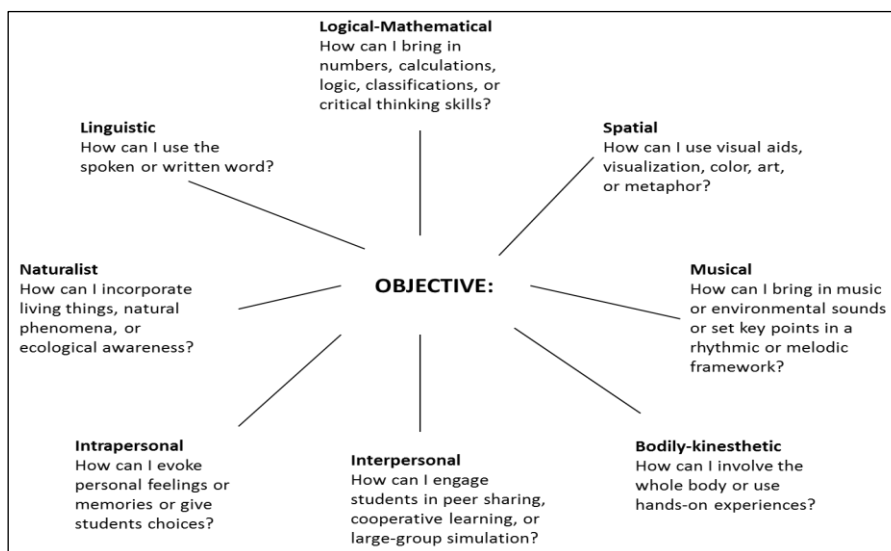 Logical-Mathematical
How can I bring in
numbers, calculations,
logic, classifications, or
critical thinking skills?
Linguistic
How can I use the
spoken or written word?
Spatial
How can I use visual aids,
visualization, color, art,
or metaphor?
Naturalist
How can I incorporate
living things, natural
phenomena, or
ecological awareness?
OBJECTIVE:
Musical
How can I bring in music
or environmental sounds
or set key points in a
rhythmic or melodic
framework?
Intrapersonal
How can I evoke
personal feelings or
memories or give
students choices?
Interpersonal
How can I engage
students in peer sharing,
cooperative learning, or
large-group simulation?
Bodily-kinesthetic
How can I involve the
whole body or use
hands-on experiences?